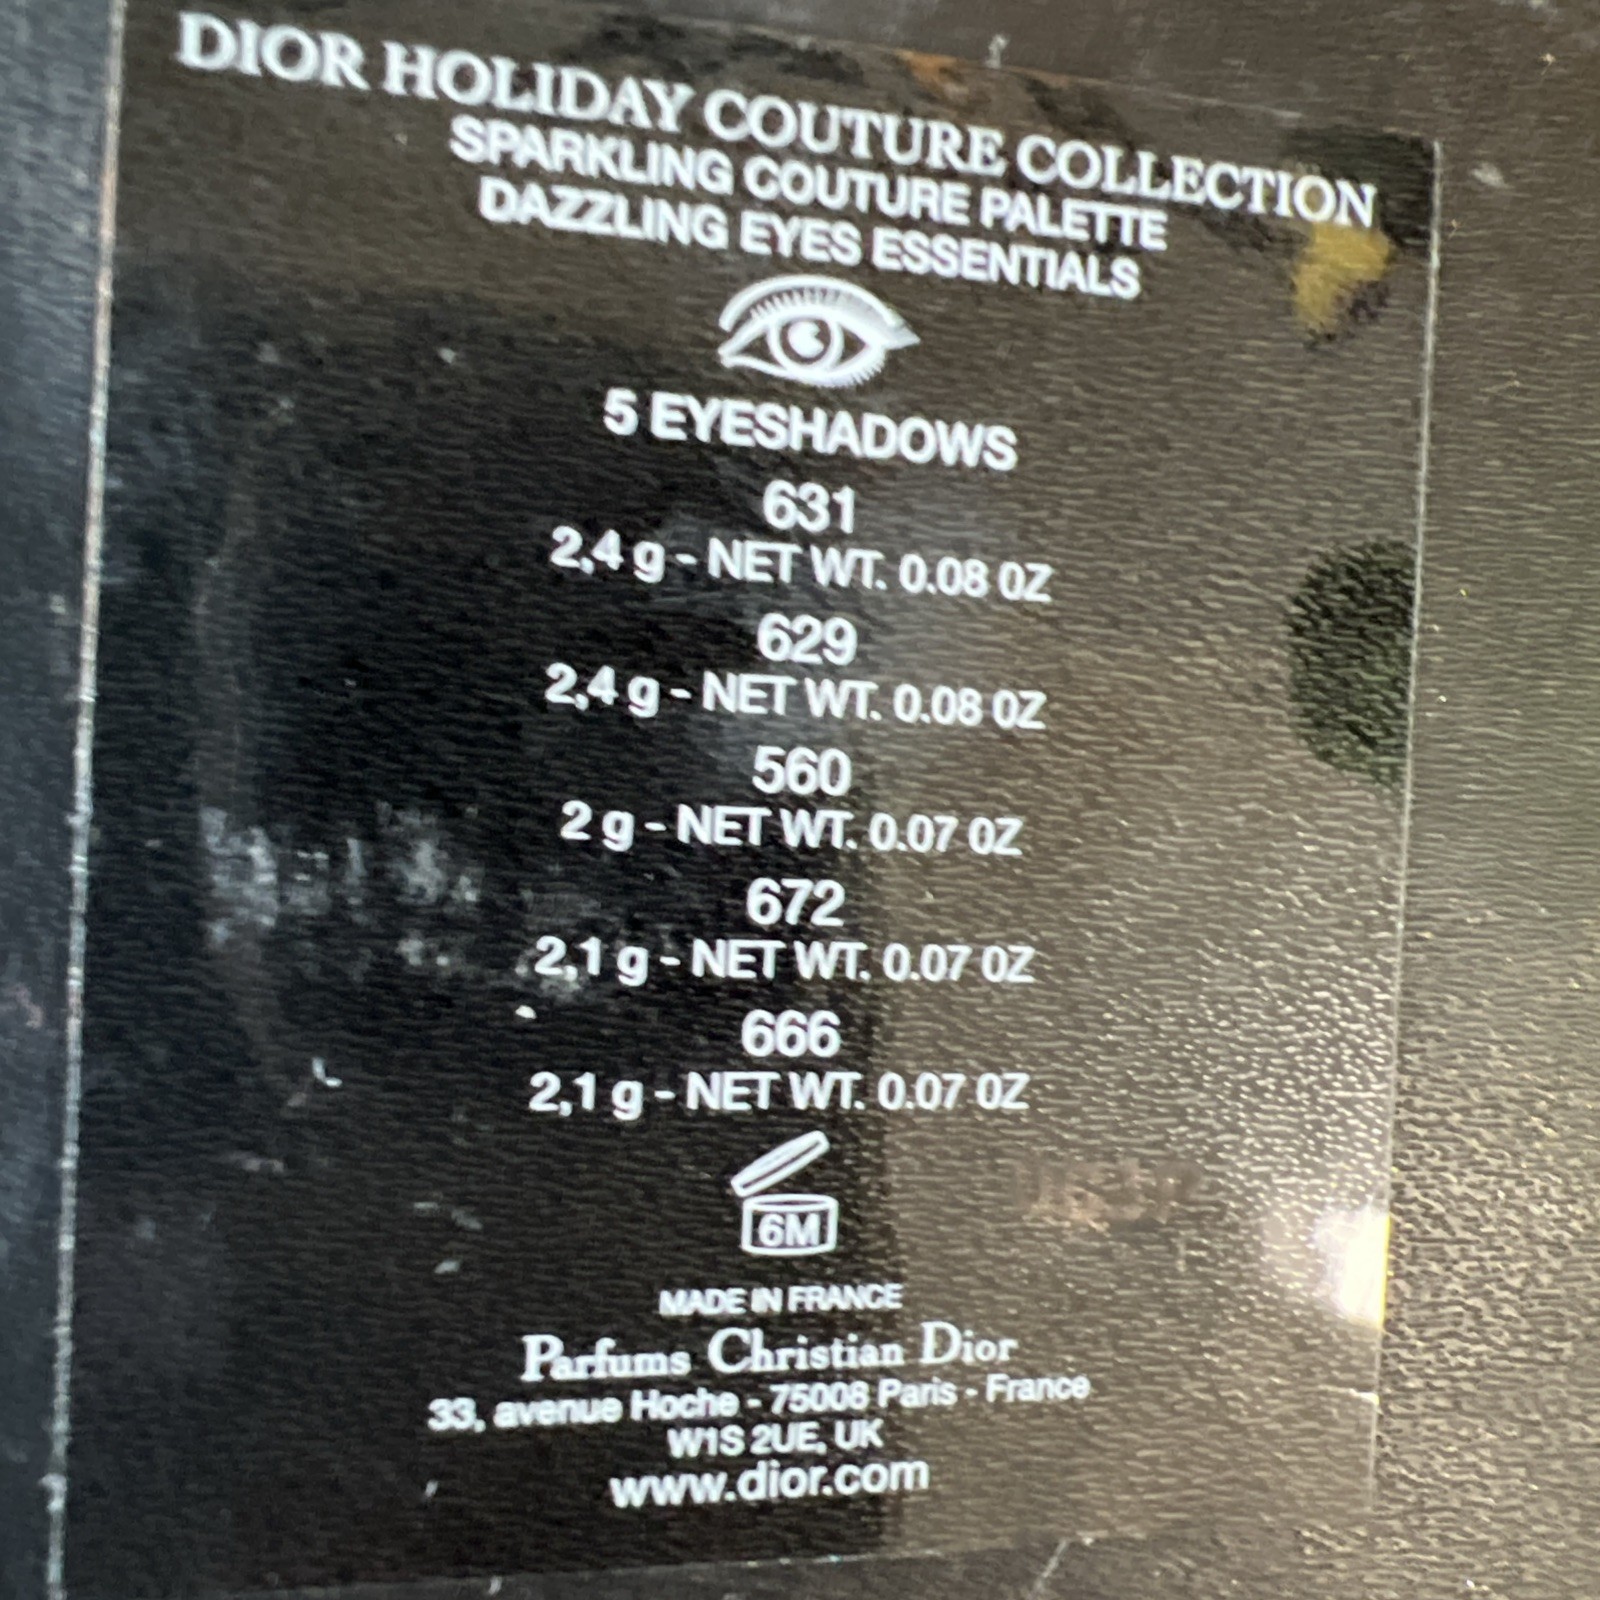 DIOR HOLIDAY COUTURE COLLECTION
SPARKLING COUTURE PALETTE
DAZZLING EYES ESSENTIALS
5 EYESHADOWS
631
2,4 g - NET WT. 0.08 OZ
629
2,4 g - NET WT. 0.08 OZ
560
2 g - NET WT. 0.07 OZ
672
2,1 g - NET WT. 0.07 OZ
666
2,1 g - NET WT. 0.07 OZ
6M
MADE IN FRANCE
Parfums Christian Dior
33, avenue Hoche - 75008 Paris - France
W1S 2UE, UK
www.dior.com